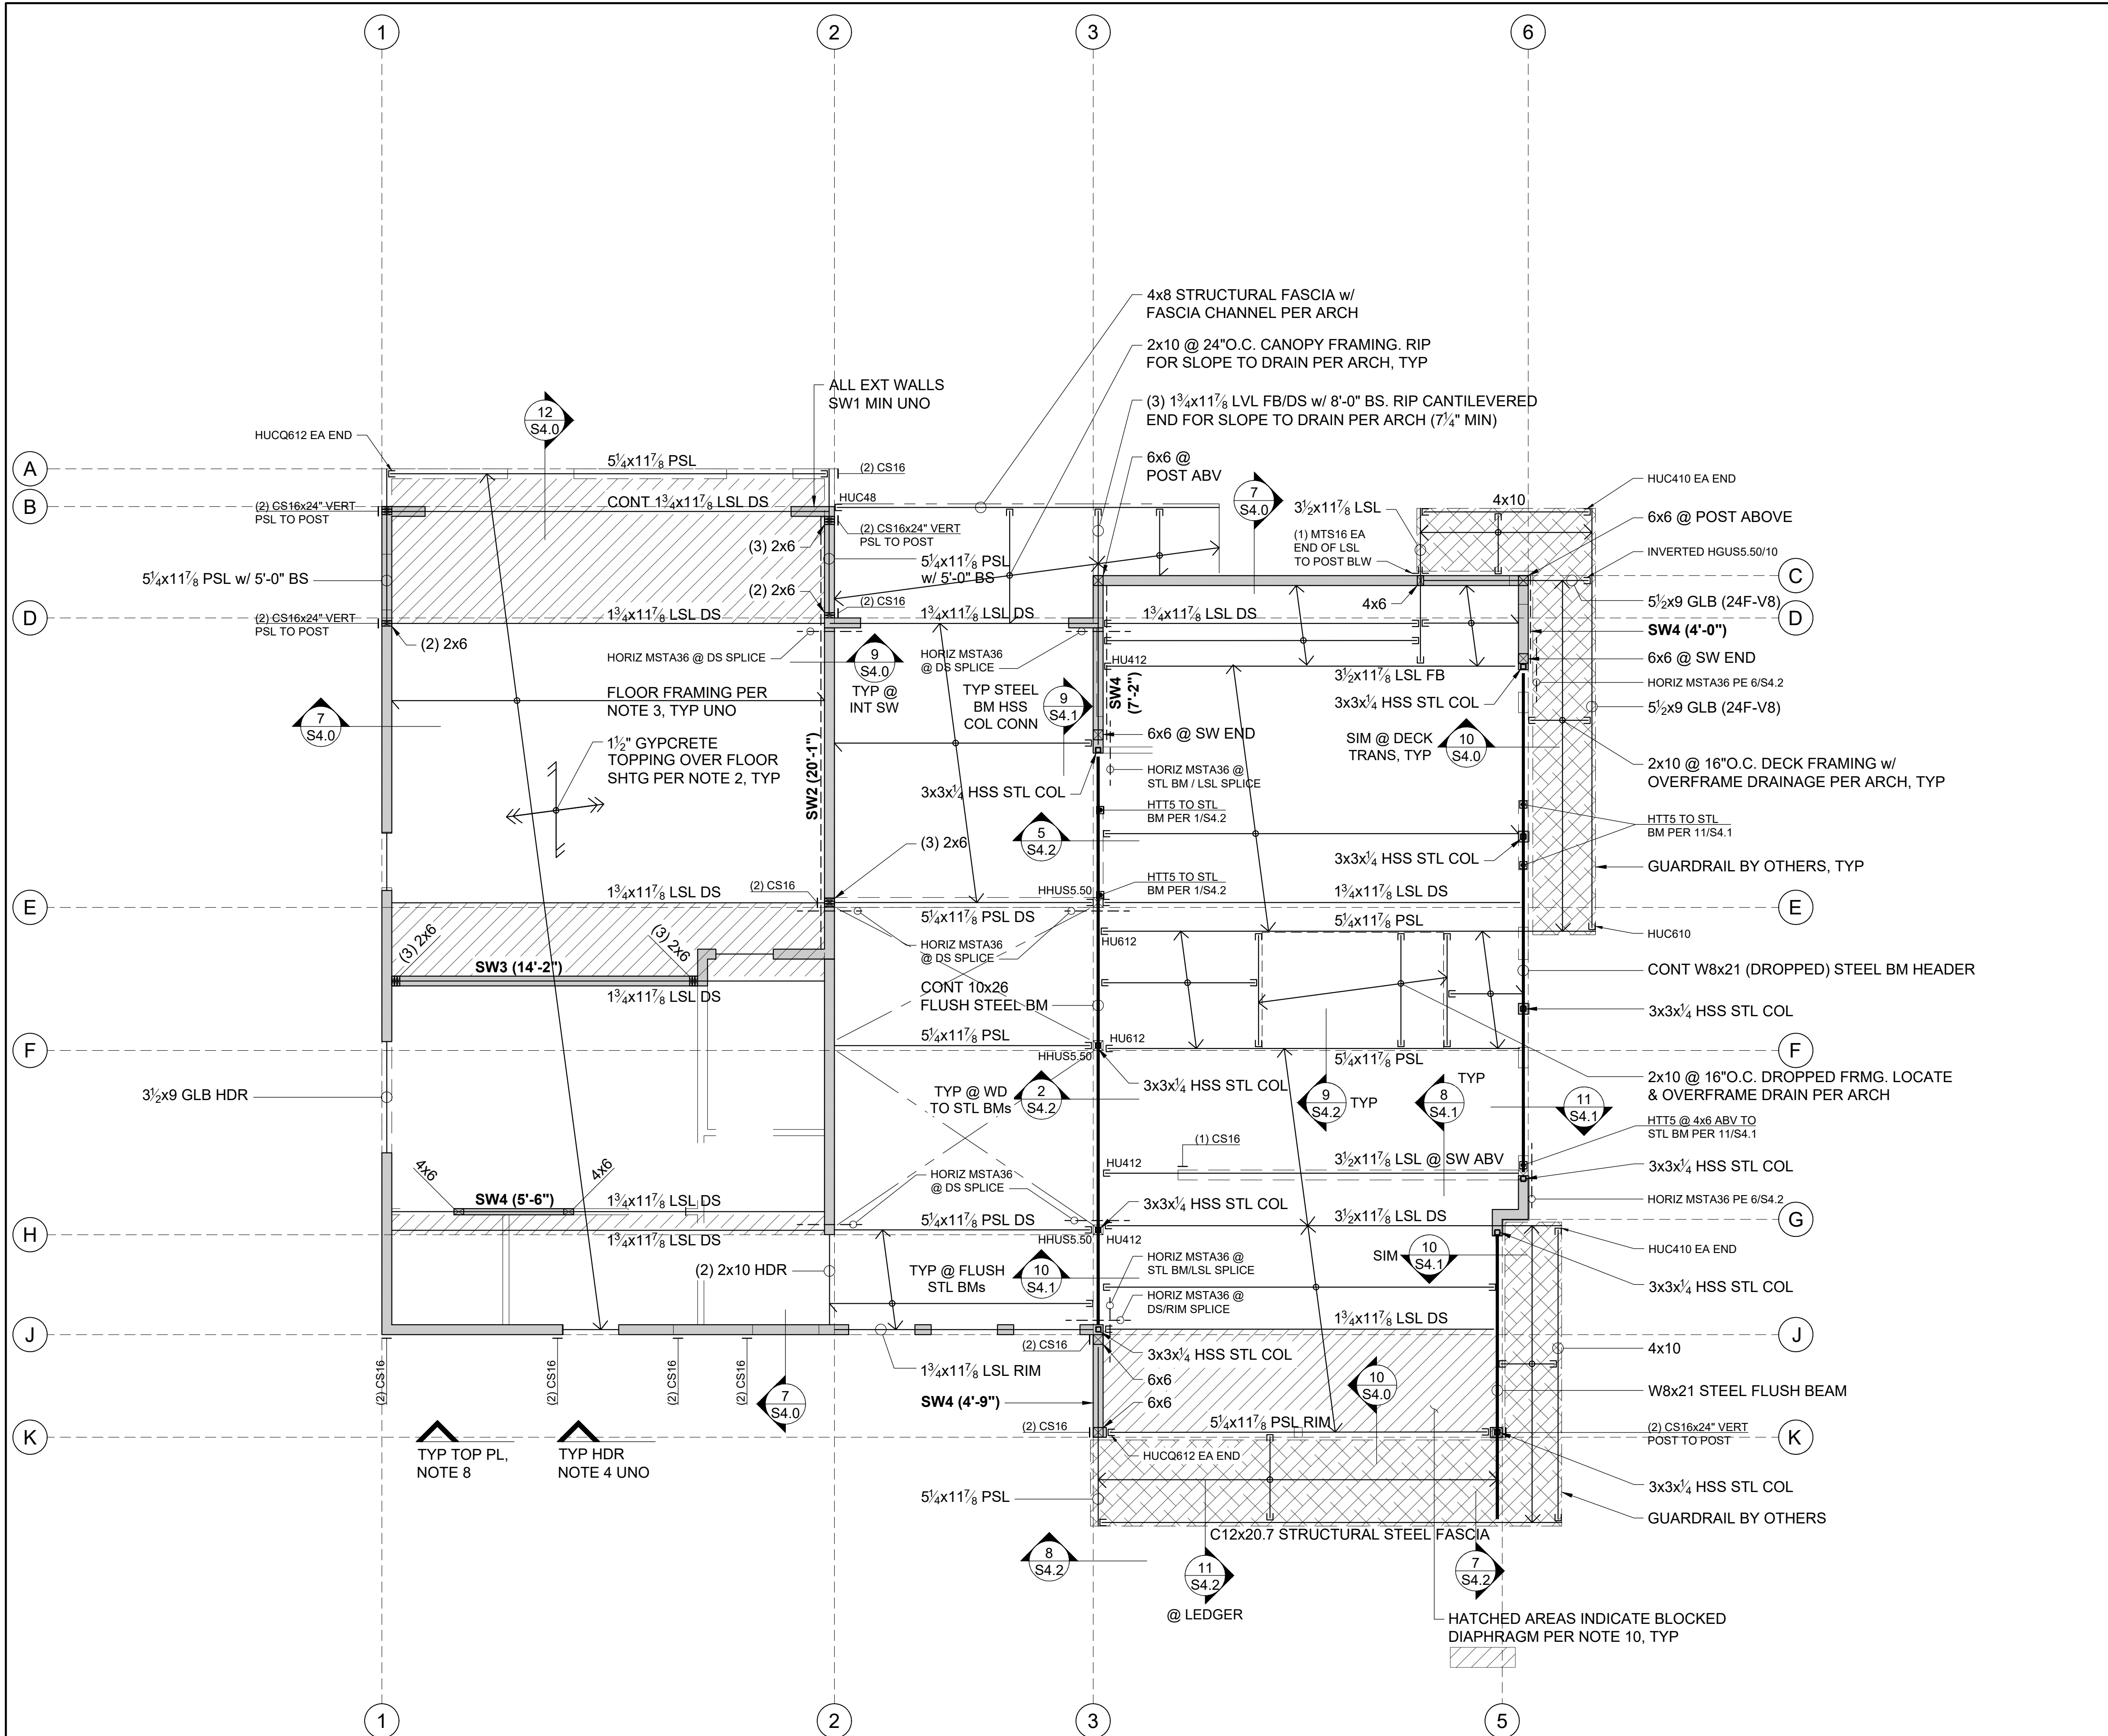 1
2
3
6
4x8 STRUCTURAL FASCIA w/
FASCIA CHANNEL PER ARCH
2x10 @ 24"O.C. CANOPY FRAMING. RIP
FOR SLOPE TO DRAIN PER ARCH, TYP
ALL EXT WALLS
SW1 MIN UNO
(3) 1¾x11⅞ LVL FB/DS w/ 8'-0" BS. RIP CANTILEVERED
END FOR SLOPE TO DRAIN PER ARCH (7¼" MIN)
12
S4.0
HUCQ612 EA END
A
5¼x11⅞ PSL
(2) CS16
6x6 @
POST ABV
7
S4.0
HUC410 EA END
B
(2) CS16x24" VERT
PSL TO POST
CONT 1¾x11⅞ LSL DS
HUC48
3½x11⅞ LSL
4x10
6x6 @ POST ABOVE
(2) CS16x24" VERT
PSL TO POST
(1) MTS16 EA
END OF LSL
TO POST BLW
INVERTED HGUS5.50/10
(3) 2x6
5¼x11⅞ PSL
w/ 5'-0" BS
5¼x11⅞ PSL w/ 5'-0" BS
C
(2) 2x6
(2) CS16
4x6
5½x9 GLB (24F-V8)
D
(2) CS16x24" VERT
PSL TO POST
1¾x11⅞ LSL DS
1¾x11⅞ LSL DS
1¾x11⅞ LSL DS
D
SW4 (4'-0")
(2) 2x6
HORIZ MSTA36 @ DS SPLICE
9
S4.0
TYP @
INT SW
HORIZ MSTA36
@ DS SPLICE
HU412
3½x11⅞ LSL FB
6x6 @ SW END
HORIZ MSTA36 PE 6/S4.2
7
S4.0
FLOOR FRAMING PER
NOTE 3, TYP UNO
TYP STEEL
BM HSS
COL CONN
9
S4.1
SW4
(7'-2")
3x3x¼ HSS STL COL
5½x9 GLB (24F-V8)
1½" GYPCRETE
TOPPING OVER FLOOR
SHTG PER NOTE 2, TYP
SW2 (20'-1")
6x6 @ SW END
SIM @ DECK
TRANS, TYP
10
S4.0
2x10 @ 16"O.C. DECK FRAMING w/
OVERFRAME DRAINAGE PER ARCH, TYP
3x3x¼ HSS STL COL
HORIZ MSTA36 @
STL BM / LSL SPLICE
HTT5 TO STL
BM PER 1/S4.2
HTT5 TO STL
BM PER 11/S4.1
(3) 2x6
5
S4.2
3x3x¼ HSS STL COL
GUARDRAIL BY OTHERS, TYP
1¾x11⅞ LSL DS
(2) CS16
HHUS5.50
HTT5 TO STL
BM PER 1/S4.2
1¾x11⅞ LSL DS
E
5¼x11⅞ PSL DS
5¼x11⅞ PSL
E
(3) 2x6
(3) 2x6
HORIZ MSTA36
@ DS SPLICE
HU612
HUC610
SW3 (14'-2")
1¾x11⅞ LSL DS
CONT 10x26
FLUSH STEEL BM
CONT W8x21 (DROPPED) STEEL BM HEADER
3x3x¼ HSS STL COL
F
5¼x11⅞ PSL
HU612
HHUS5.50
5¼x11⅞ PSL
F
3½x9 GLB HDR
TYP @ WD
TO STL BMs
2
S4.2
3x3x¼ HSS STL COL
9
S4.2
TYP
TYP
8
S4.1
11
S4.1
2x10 @ 16"O.C. DROPPED FRMG. LOCATE
& OVERFRAME DRAIN PER ARCH
HTT5 @ 4x6 ABV TO
STL BM PER 11/S4.1
(1) CS16
4x6
4x6
HORIZ MSTA36
@ DS SPLICE
HU412
3½x11⅞ LSL @ SW ABV
3x3x¼ HSS STL COL
SW4 (5'-6")
1¾x11⅞ LSL DS
3x3x¼ HSS STL COL
HORIZ MSTA36 PE 6/S4.2
5¼x11⅞ PSL DS
3½x11⅞ LSL DS
G
H
1¾x11⅞ LSL DS
HHUS5.50
HU412
HUC410 EA END
(2) 2x10 HDR
TYP @ FLUSH
STL BMs
10
S4.1
HORIZ MSTA36 @
STL BM/LSL SPLICE
SIM
10
S4.1
3x3x¼ HSS STL COL
HORIZ MSTA36 @
DS/RIM SPLICE
1¾x11⅞ LSL DS
J
J
(2) CS16
3x3x¼ HSS STL COL
4x10
(2) CS16
(2) CS16
(2) CS16
(2) CS16
1¾x11⅞ LSL RIM
6x6
10
S4.0
W8x21 STEEL FLUSH BEAM
7
S4.0
SW4 (4'-9")
6x6
(2) CS16
5¼x11⅞ PSL RIM
(2) CS16x24" VERT
POST TO POST
K
K
TYP TOP PL,
NOTE 8
TYP HDR
NOTE 4 UNO
HUCQ612 EA END
3x3x¼ HSS STL COL
5¼x11⅞ PSL
GUARDRAIL BY OTHERS
C12x20.7 STRUCTURAL STEEL FASCIA
8
S4.2
11
S4.2
@ LEDGER
7
S4.2
HATCHED AREAS INDICATE BLOCKED
DIAPHRAGM PER NOTE 10, TYP
1
2
3
5